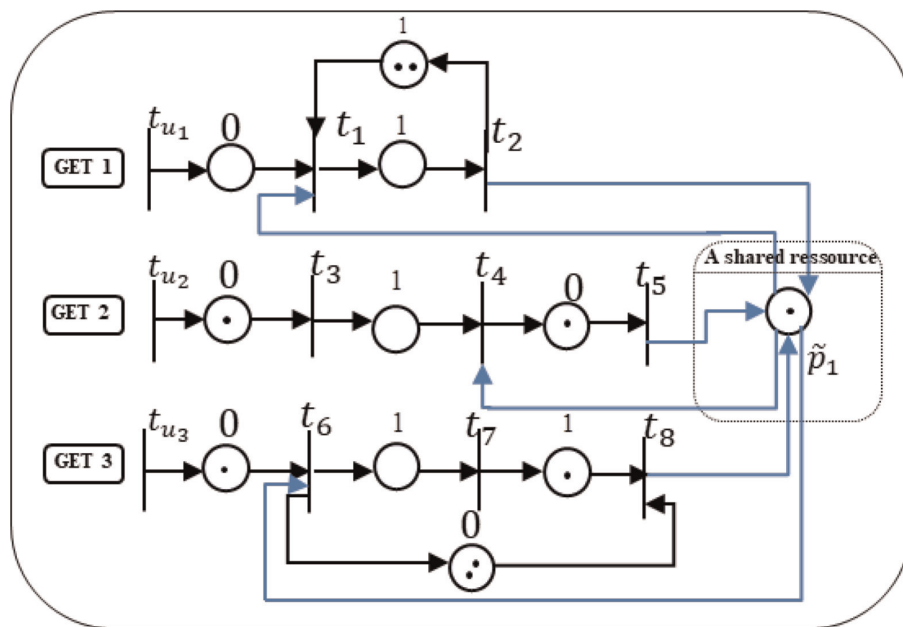 1
t_{u_1} 0 t_1 1 t_2
GET 1
A shared ressource
t_{u_2} 0 t_3 1 t_4 0 t_5
GET 2
p̃_1
t_{u_3} 0 t_6 1 t_7 1 t_8
GET 3
0